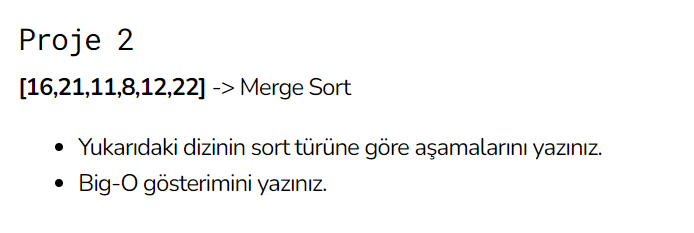 Proje 2
[16,21,11,8,12,22] -> Merge Sort
• Yukarıdaki dizinin sort türüne göre aşamalarını yazınız.
• Big-O gösterimini yazınız.